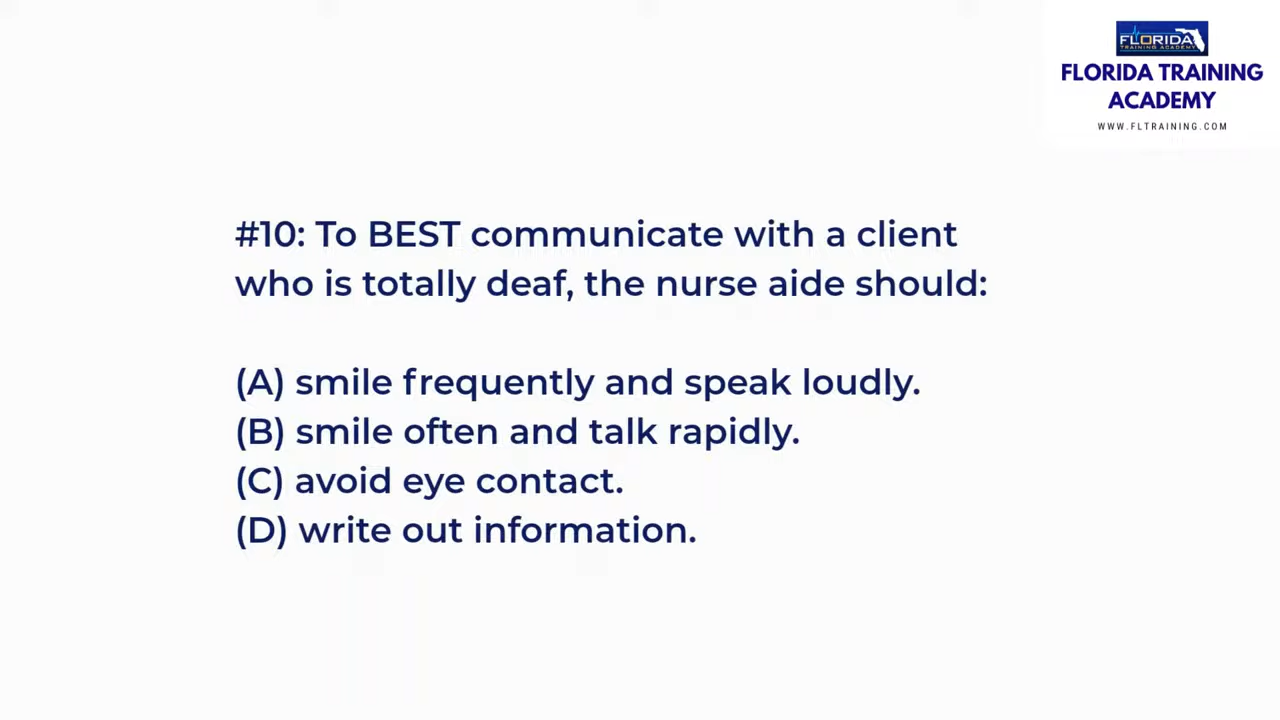 FLORIDA
TRAINING ACADEMY
FLORIDA TRAINING
ACADEMY
WWW.FLTRAINING.COM
#10: To BEST communicate with a client
who is totally deaf, the nurse aide should:
(A) smile frequently and speak loudly.
(B) smile often and talk rapidly.
(C) avoid eye contact.
(D) write out information.